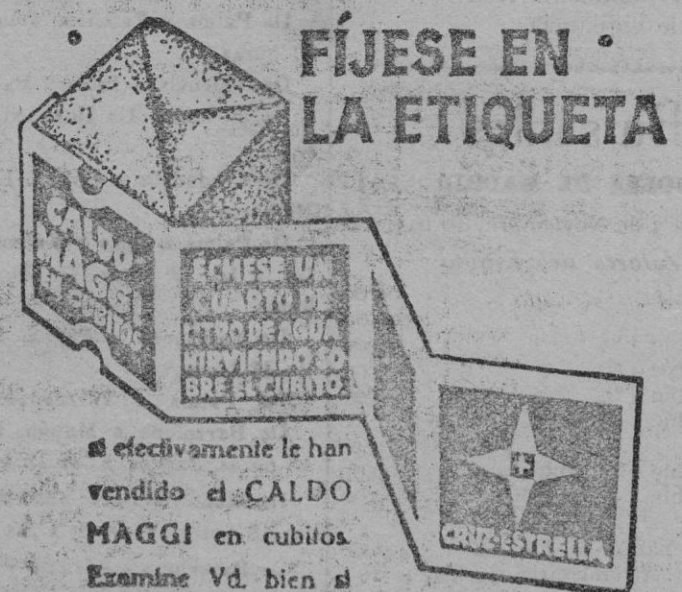 FÍJESE EN
LA ETIQUETA
CALDO
MAGGI
EN CUBITOS
ÉCHESE UN
CUARTO DE
LITRO DE AGUA
HIRVIENDO SO
BRE EL CUBITO
CRUZ-ESTRELLA
si efectivamente le han
vendido el CALDO
MAGGI en cubitos.
Examine Vd. bien si